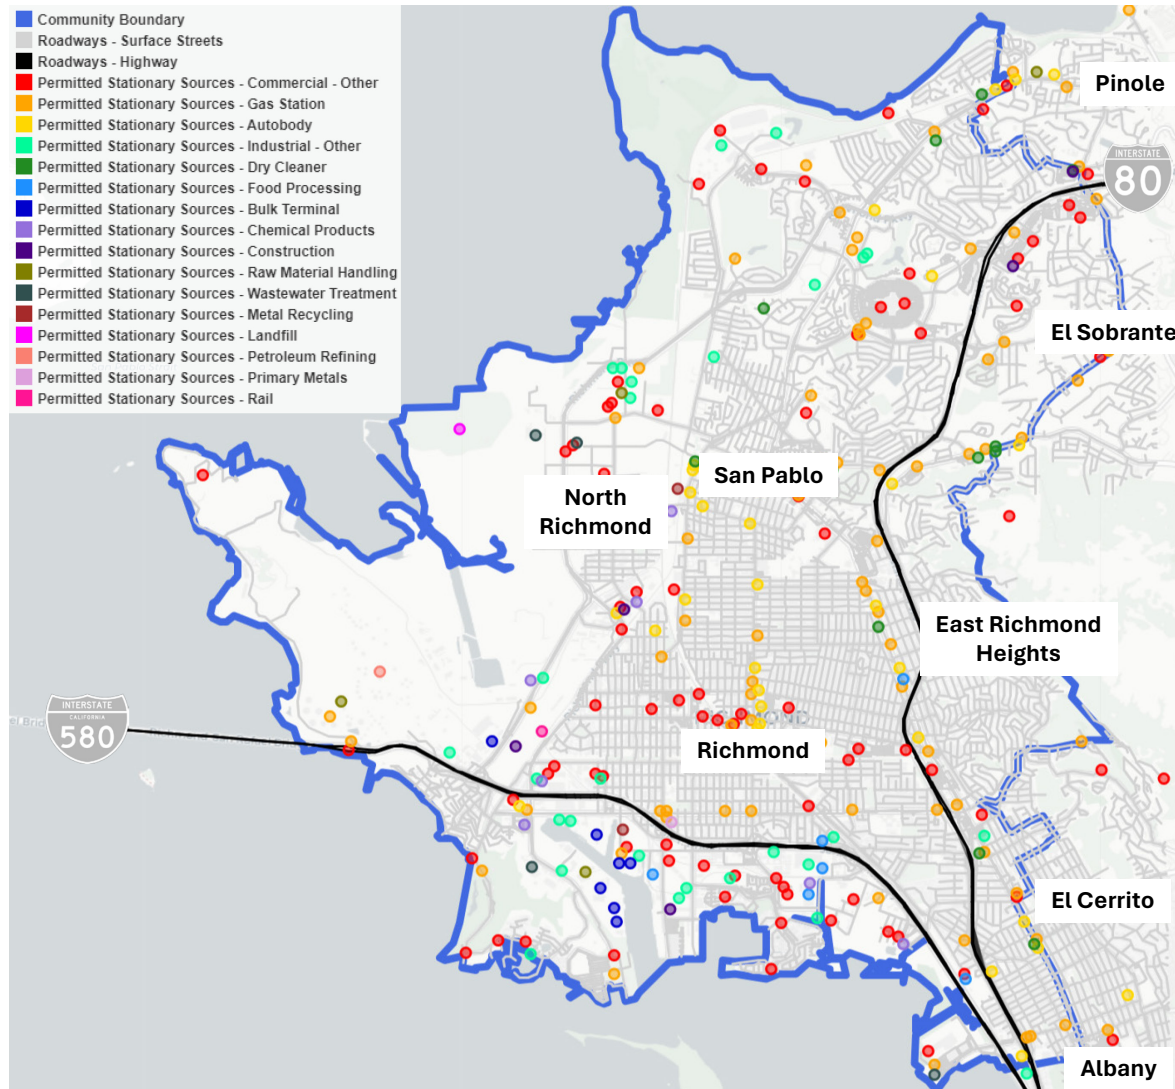 Community Boundary
Roadways - Surface Streets
Roadways - Highway
Permitted Stationary Sources - Commercial - Other
Permitted Stationary Sources - Gas Station
Permitted Stationary Sources - Autobody
Permitted Stationary Sources - Industrial - Other
Permitted Stationary Sources - Dry Cleaner
Permitted Stationary Sources - Food Processing
Permitted Stationary Sources - Bulk Terminal
Permitted Stationary Sources - Chemical Products
Permitted Stationary Sources - Construction
Permitted Stationary Sources - Raw Material Handling
Permitted Stationary Sources - Wastewater Treatment
Permitted Stationary Sources - Metal Recycling
Permitted Stationary Sources - Landfill
Permitted Stationary Sources - Petroleum Refining
Permitted Stationary Sources - Primary Metals
Permitted Stationary Sources - Rail
Pinole
INTERSTATE
80
El Sobrante
San Pablo
North
Richmond
East Richmond
Heights
INTERSTATE
CALIFORNIA
580
Richmond
El Cerrito
Albany